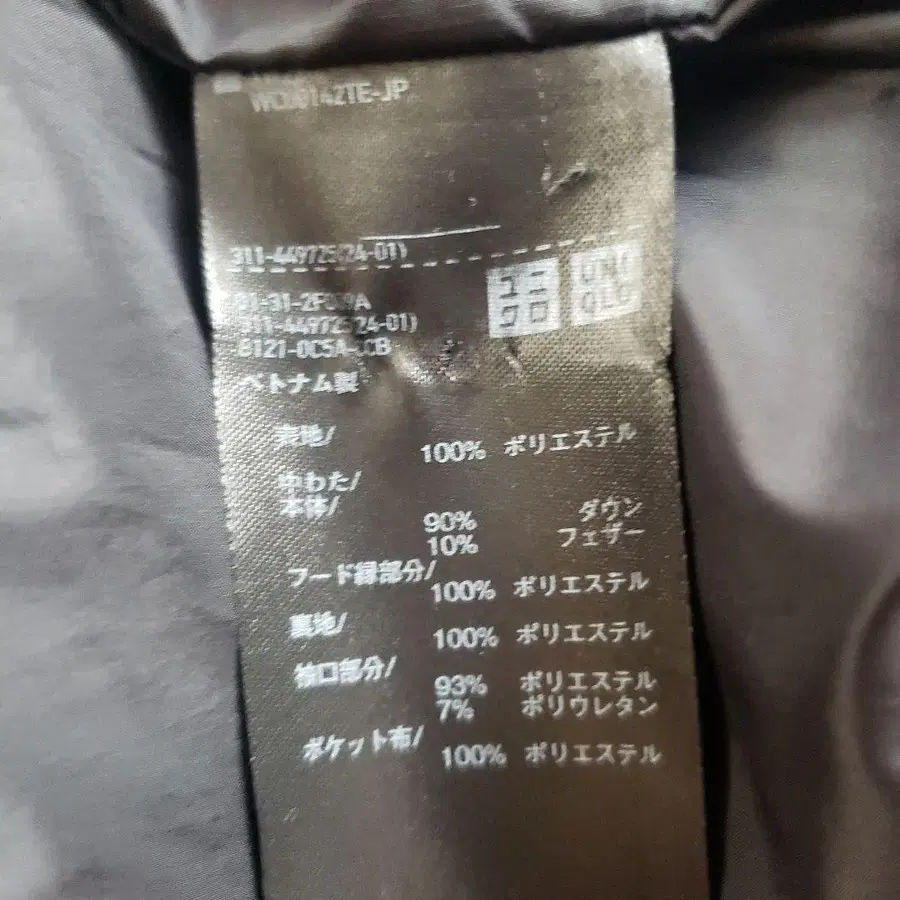 311-449725(24-01)
ユニ
クロ
UNI
QLO
311-449725(24-01)
ベトナム製
表地/
100% ポリエステル
中わた/
本体/
90% ダウン
10% フェザー
フード縁部分/
100% ポリエステル
裏地/
100% ポリエステル
袖口部分/
93% ポリエステル
7% ポリウレタン
ポケット布/
100% ポリエステル